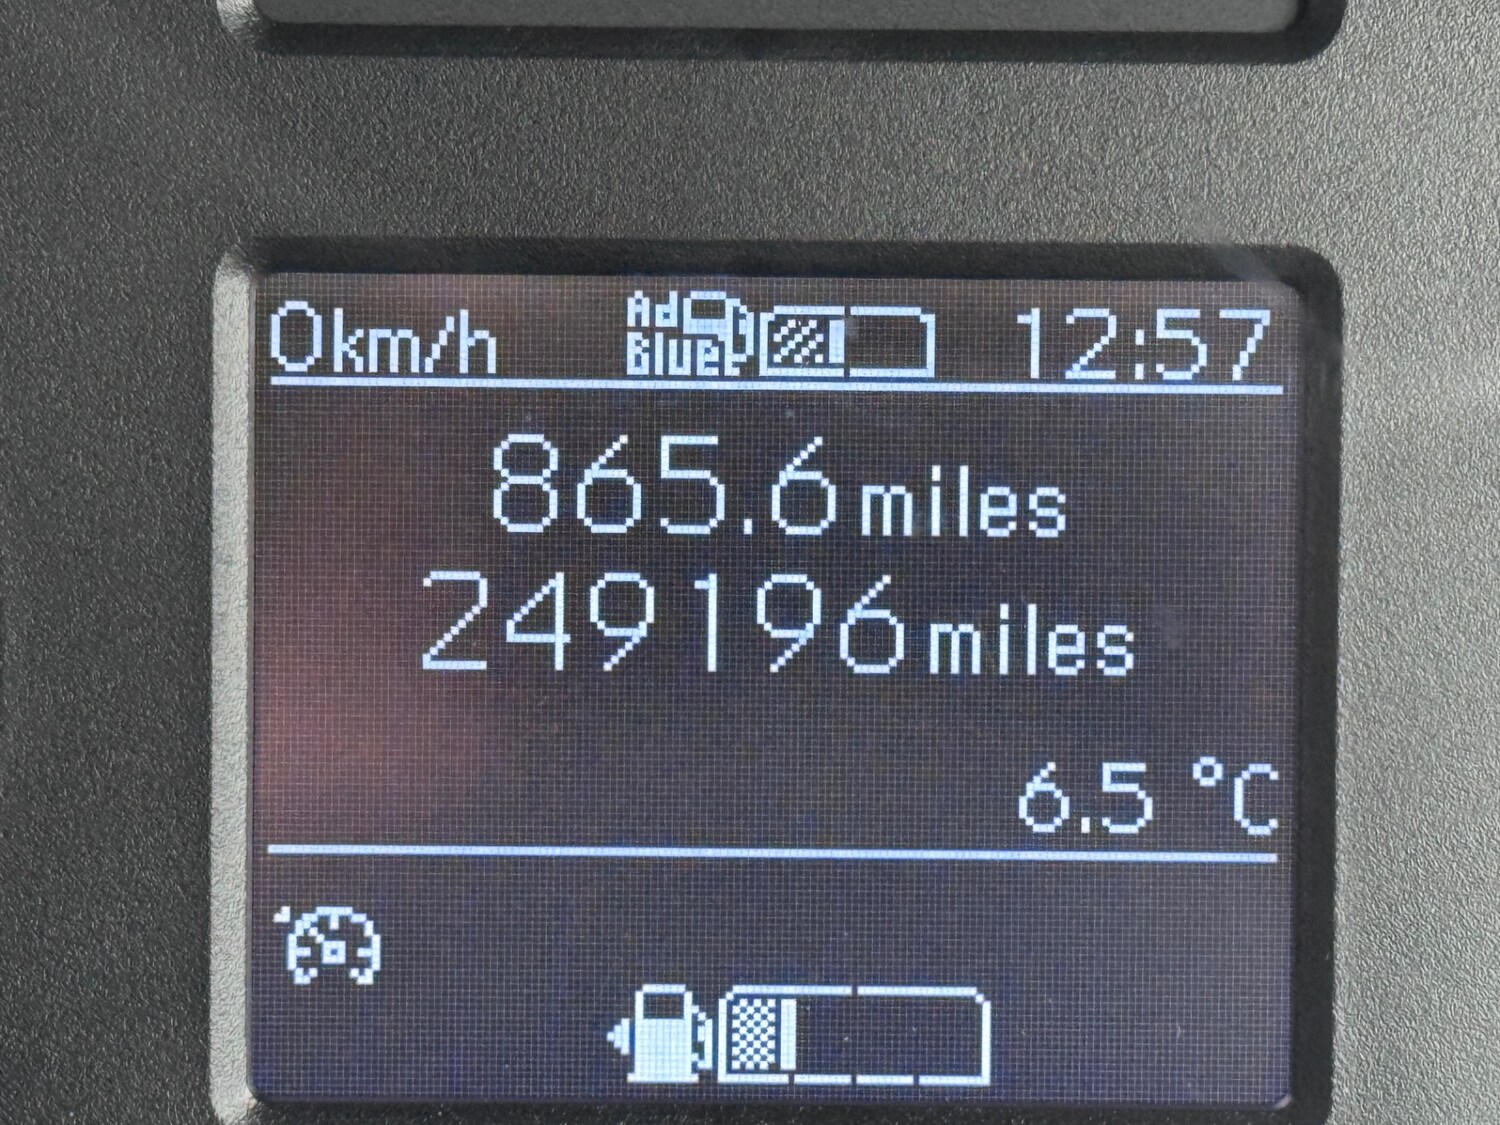 0km/h Ad Blue 12:57
865.6 miles
249196 miles
6.5 °C